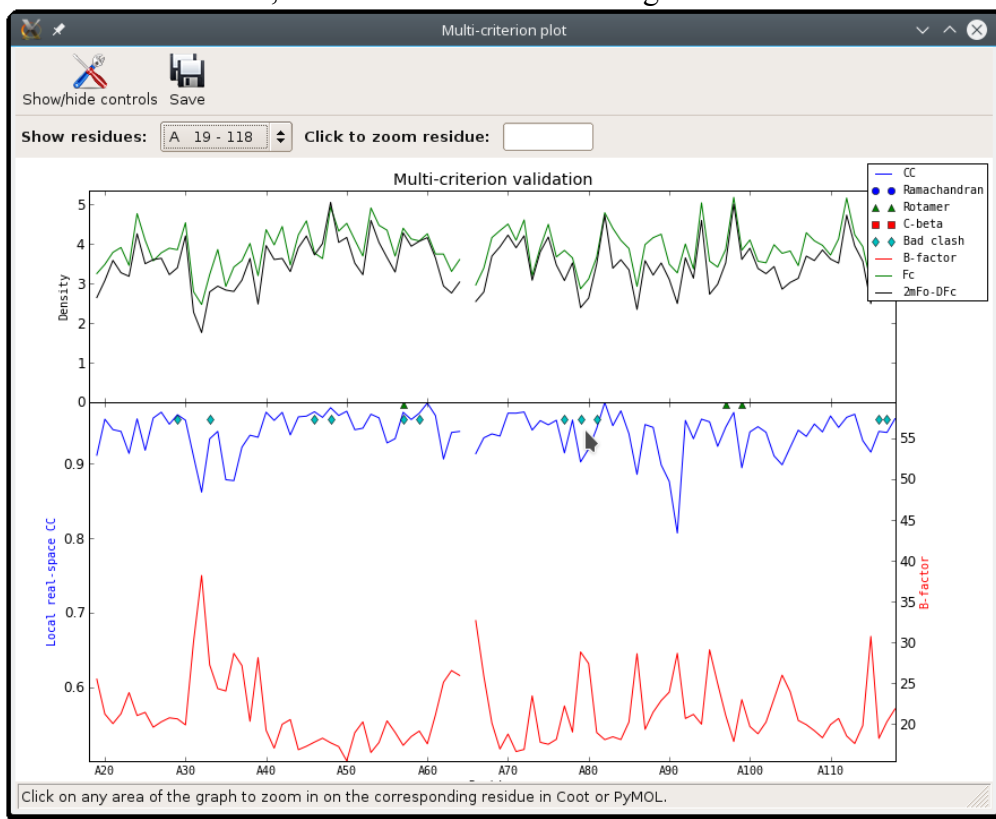 Multi-criterion plot
Show/hide controls Save
Show residues: A 19 - 118 Click to zoom residue:
Multi-criterion validation
CC
Ramachandran
Rotamer
C-beta
Bad clash
B-factor
Fc
2mFo-DFc
Density
5
4
3
2
1
0
Local real-space CC
0.9
0.8
0.7
0.6
55
50
45
40
35
30
25
20
B-factor
A20 A30 A40 A50 A60 A70 A80 A90 A100 A110
Click on any area of the graph to zoom in on the corresponding residue in Coot or PyMOL.